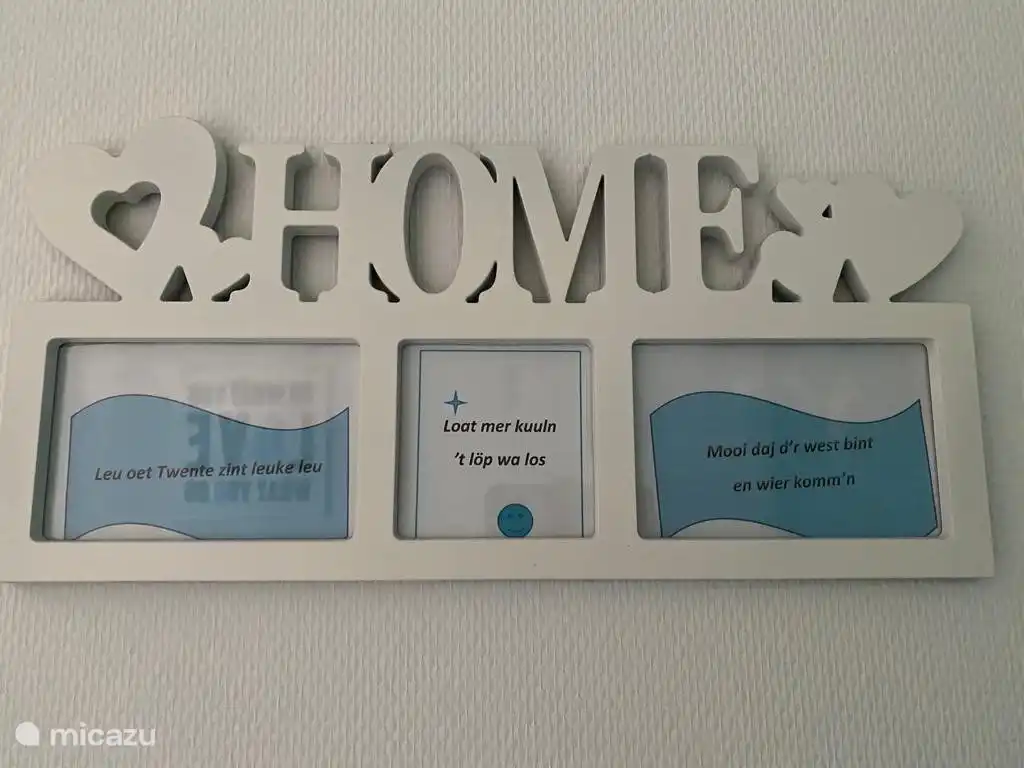 HOME
Leu oet Twente zint leuke leu
Loat mer kuuln
't löp wa los
Mooi daj d'r west bint
en wier komm'n
micazu